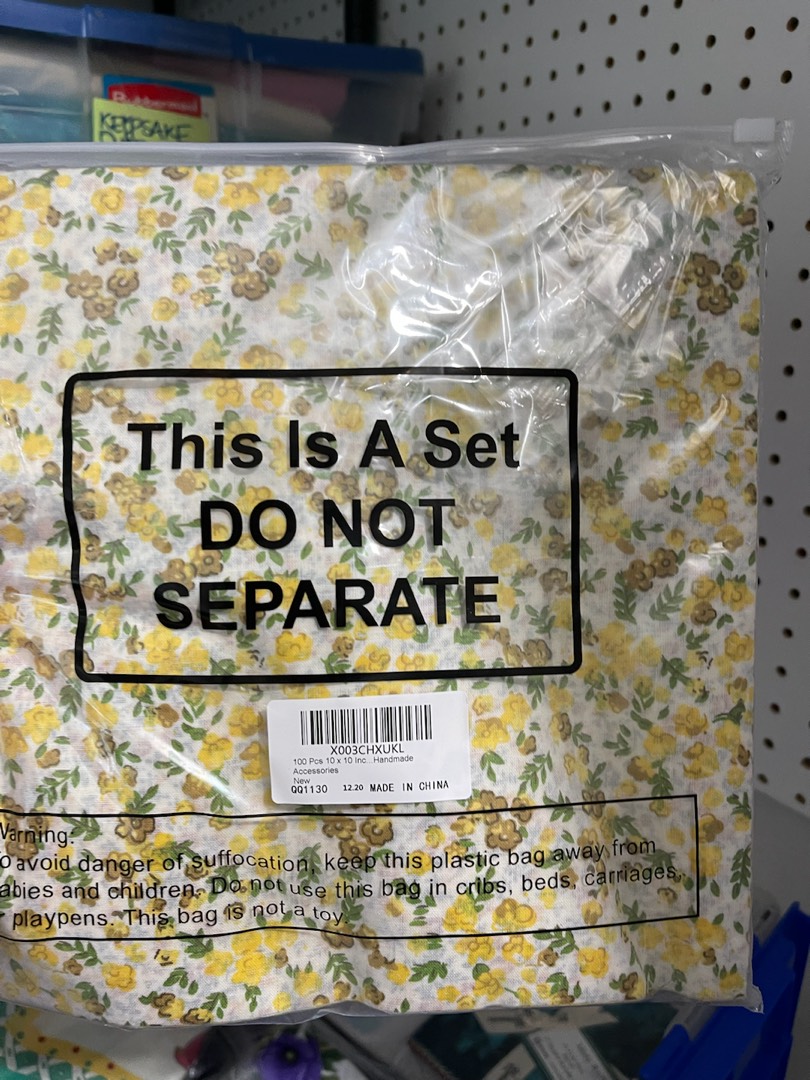 Rubbermaid
KEEPSAKE
This Is A Set
DO NOT
SEPARATE
X003CHXUKL
100 Pcs 10 x 10 Inc...Handmade
Accessories
New
QQ1130 12.20 MADE IN CHINA
Warning:
o avoid danger of suffocation, keep this plastic bag away from
abies and children. Do not use this bag in cribs, beds, carriages,
r playpens. This bag is not a toy.